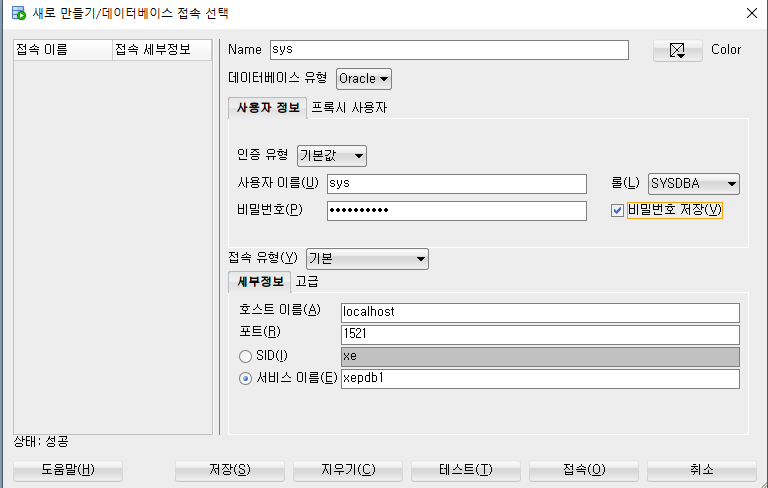 새로 만들기/데이터베이스 접속 선택
접속 이름 접속 세부정보
Name sys Color
데이터베이스 유형 Oracle
사용자 정보 프록시 사용자
인증 유형 기본값
사용자 이름(U) sys 롤(L) SYSDBA
비밀번호(P) •••••••••• 비밀번호 저장(V)
접속 유형(Y) 기본
세부정보 고급
호스트 이름(A) localhost
포트(R) 1521
SID(I) xe
서비스 이름(E) xepdb1
상태: 성공
도움말(H) 저장(S) 지우기(C) 테스트(T) 접속(O) 취소